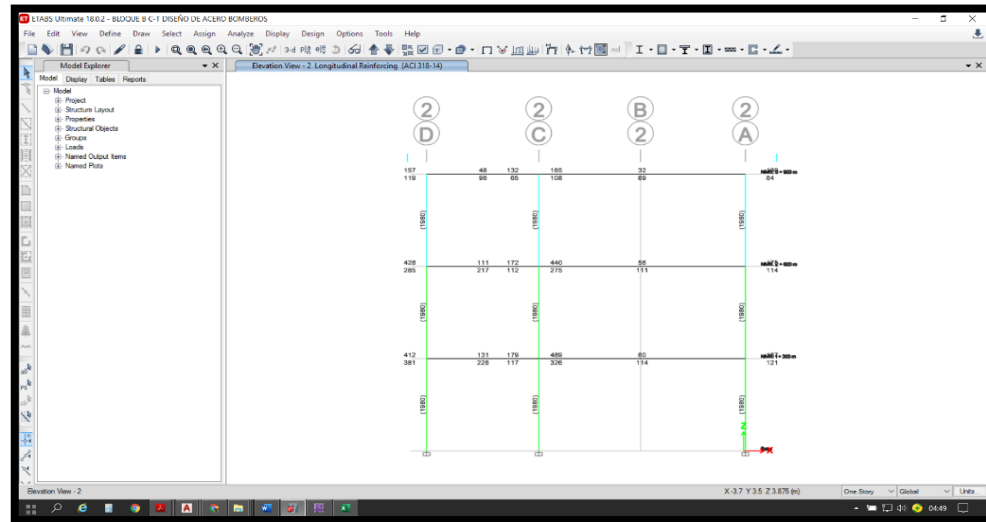 ETABS Ultimate 18.0.2 - BLOQUE B C-T DISEÑO DE ACERO BOMBEROS
File Edit View Define Draw Select Assign Analyze Display Design Options Tools Help
Model Explorer
Elevation View - 2 Longitudinal Reinforcing (ACI 318-14)
Model Display Tables Reports
Model
Project
Structure Layout
Properties
Structural Objects
Groups
Loads
Named Output Items
Named Plots
2 2 B 2
D C 2 A
157 48 132 185 32
119 98 85 108 89 84
(1980) (1980) (1980)
428 111 172 440 56
285 217 112 275 111 114
(1980) (1980) (1980)
412 131 179 489 60
381 228 117 326 114 121
(1980) (1980) (1980)
Z
X
Elevation View - 2
X -3.7 Y 3.5 Z 3.875 (m)
One Story
Global
Units...
04:49